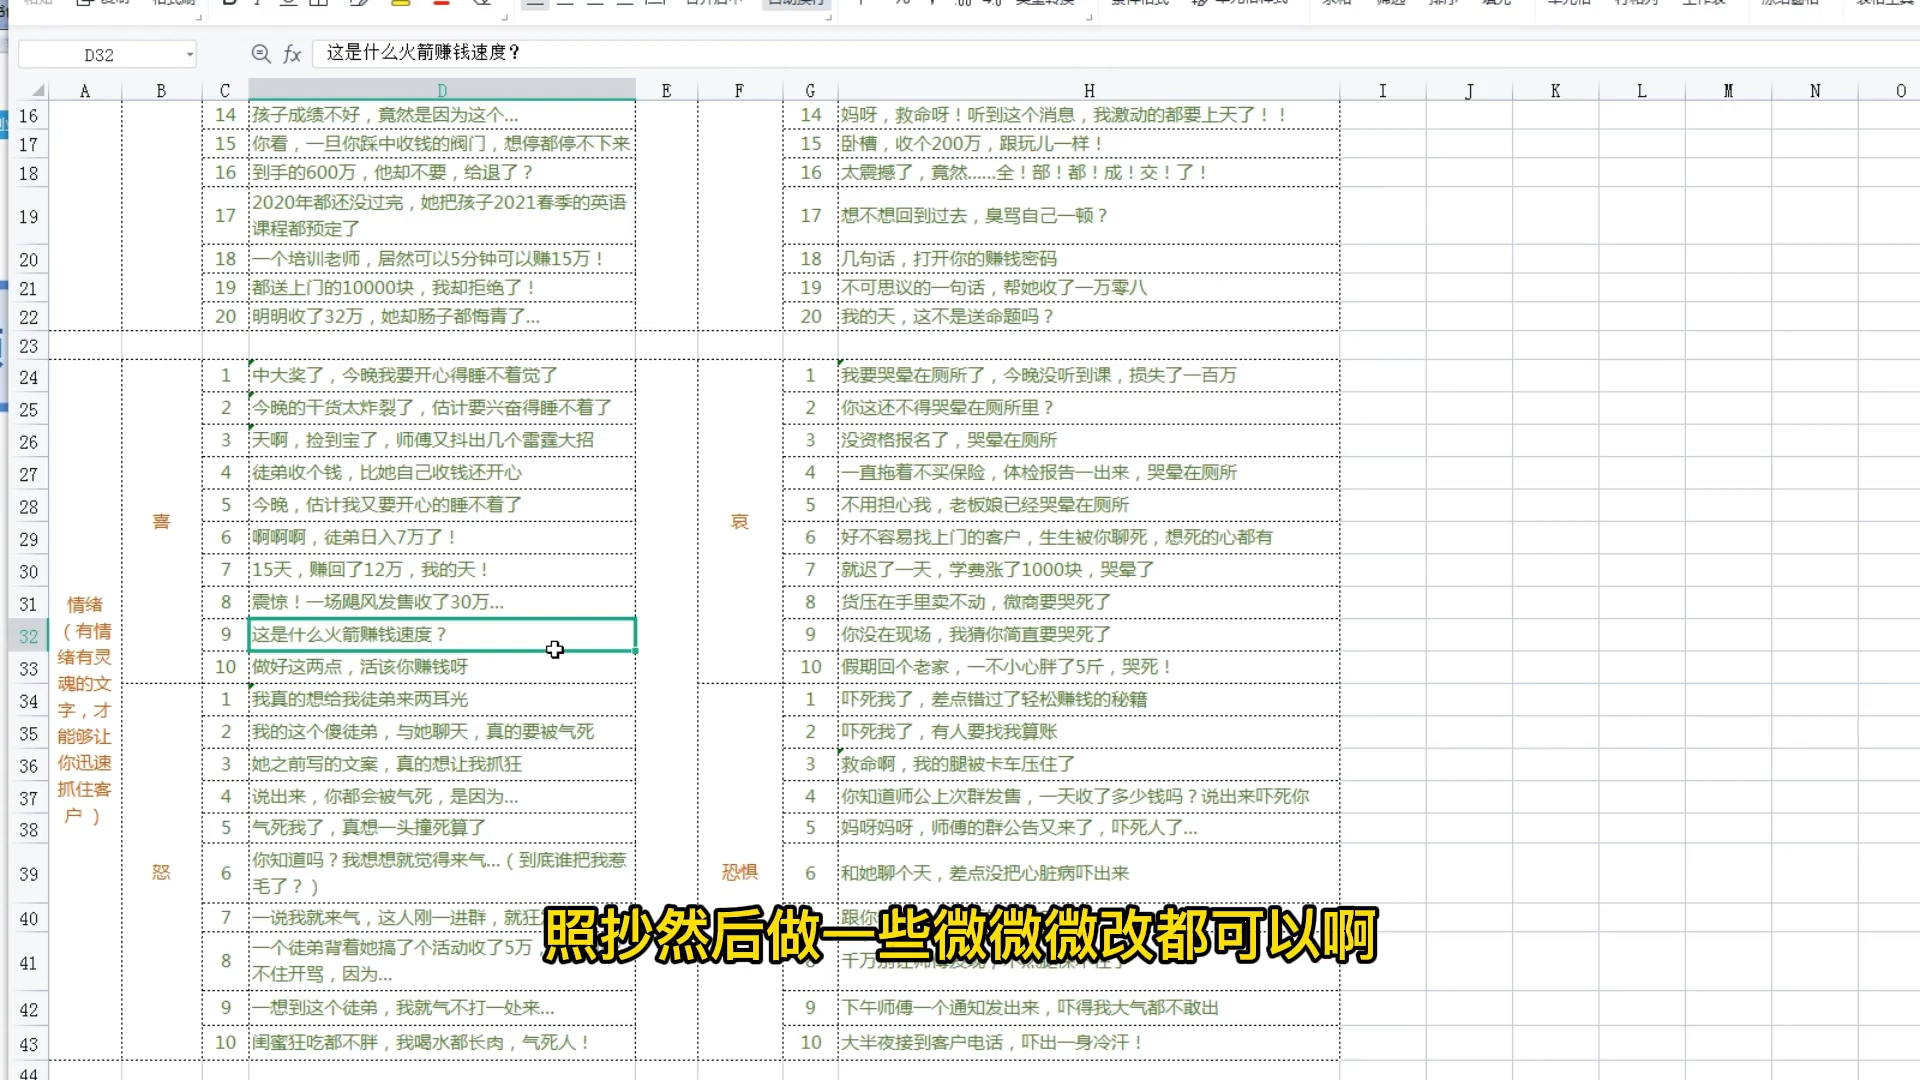 D32
fx
这是什么火箭赚钱速度?
A B C D E F G H I J K L M N O
16 14 孩子成绩不好，竟然是因为这个... 14 妈呀，救命呀！听到这个消息，我激动的都要上天了！！
17 15 你看，一旦你踩中收钱的阀门，想停都停不下来 15 卧槽，收个200万，跟玩儿一样！
18 16 到手的600万，他却不要，给退了？ 16 太震撼了，竟然......全！部！都！成！交！了！
19 17 2020年都还没过完，她把孩子2021春季的英语
课程都预定了 17 想不想回到过去，臭骂自己一顿？
20 18 一个培训老师，居然可以5分钟可以赚15万！ 18 几句话，打开你的赚钱密码
21 19 都送上门的10000块，我却拒绝了！ 19 不可思议的一句话，帮她收了一万零八
22 20 明明收了32万，她却肠子都悔青了... 20 我的天，这不是送命题吗？
23
24 1 中大奖了，今晚我要开心得睡不着觉了 1 我要哭晕在厕所了，今晚没听到课，损失了一百万
25 2 今晚的干货太炸裂了，估计要兴奋得睡不着了 2 你这还不得哭晕在厕所里？
26 3 天啊，捡到宝了，师傅又抖出几个雷霆大招 3 没资格报名了，哭晕在厕所
27 4 徒弟收个钱，比她自己收钱还开心 4 一直拖着不买保险，体检报告一出来，哭晕在厕所
28 5 今晚，估计我又要开心的睡不着了 5 不用担心我，老板娘已经哭晕在厕所
喜 哀
29 6 啊啊啊，徒弟日入7万了！ 6 好不容易找上门的客户，生生被你聊死，想死的心都有
30 7 15天，赚回了12万，我的天！ 7 就迟了一天，学费涨了1000块，哭晕了
31 8 震惊！一场飓风发售收了30万... 8 货压在手里卖不动，微商要哭死了
32 9 这是什么火箭赚钱速度？ 9 你没在现场，我猜你简直要哭死了
33 10 做好这两点，活该你赚钱呀 10 假期回个老家，一不小心胖了5斤，哭死！
情绪
（有情
绪有灵
魂的文
字，才
能够让
你迅速
抓住客
户）
34 1 我真的想给我徒弟来两耳光 1 吓死我了，差点错过了轻松赚钱的秘籍
35 2 我的这个傻徒弟，与她聊天，真的要被气死 2 吓死我了，有人要找我算账
36 3 她之前写的文案，真的想让我抓狂 3 救命啊，我的腿被卡车压住了
37 4 说出来，你都会被气死，是因为... 4 你知道师公上次群发售，一天收了多少钱吗？说出来吓死你
38 5 气死我了，真想一头撞死算了 5 妈呀妈呀，师傅的群公告又来了，吓死人了...
39 怒 6 你知道吗？我想想就觉得来气...（到底谁把我惹
毛了？） 恐惧 6 和她聊个天，差点没把心脏病吓出来
40 7 一说我就来气，这人刚一进群，就狂 跟你
41 8 一个徒弟背着她搞了个活动收了5万，
不住开骂，因为... 8
42 9 一想到这个徒弟，我就气不打一处来... 9 下午师傅一个通知发出来，吓得我大气都不敢出
43 10 闺蜜狂吃都不胖，我喝水都长肉，气死人！ 10 大半夜接到客户电话，吓出一身冷汗！
44
照抄然后做一些微微微改都可以啊